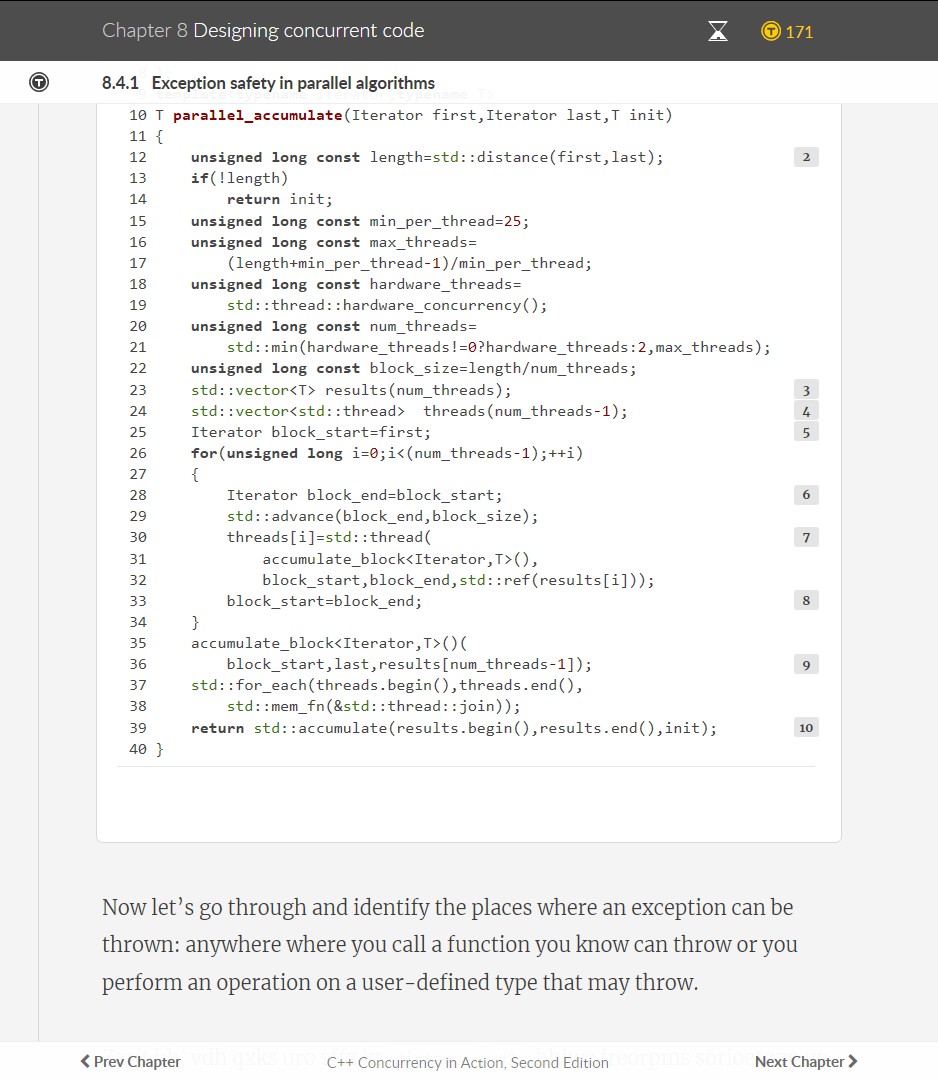 Chapter 8 Designing concurrent code
171
8.4.1 Exception safety in parallel algorithms
10 T parallel_accumulate(Iterator first,Iterator last,T init)
11 {
12     unsigned long const length=std::distance(first,last); 2
13     if(!length)
14         return init;
15     unsigned long const min_per_thread=25;
16     unsigned long const max_threads=
17         (length+min_per_thread-1)/min_per_thread;
18     unsigned long const hardware_threads=
19         std::thread::hardware_concurrency();
20     unsigned long const num_threads=
21         std::min(hardware_threads!=0?hardware_threads:2,max_threads);
22     unsigned long const block_size=length/num_threads;
23     std::vector<T> results(num_threads); 3
24     std::vector<std::thread>  threads(num_threads-1); 4
25     Iterator block_start=first; 5
26     for(unsigned long i=0;i<(num_threads-1);++i)
27     {
28         Iterator block_end=block_start; 6
29         std::advance(block_end,block_size);
30         threads[i]=std::thread( 7
31             accumulate_block<Iterator,T>(),
32             block_start,block_end,std::ref(results[i]));
33         block_start=block_end; 8
34     }
35     accumulate_block<Iterator,T>()(
36         block_start,last,results[num_threads-1]); 9
37     std::for_each(threads.begin(),threads.end(),
38         std::mem_fn(&std::thread::join));
39     return std::accumulate(results.begin(),results.end(),init); 10
40 }
Now let’s go through and identify the places where an exception can be
thrown: anywhere where you call a function you know can throw or you
perform an operation on a user-defined type that may throw.
Prev Chapter
C++ Concurrency in Action, Second Edition
Next Chapter